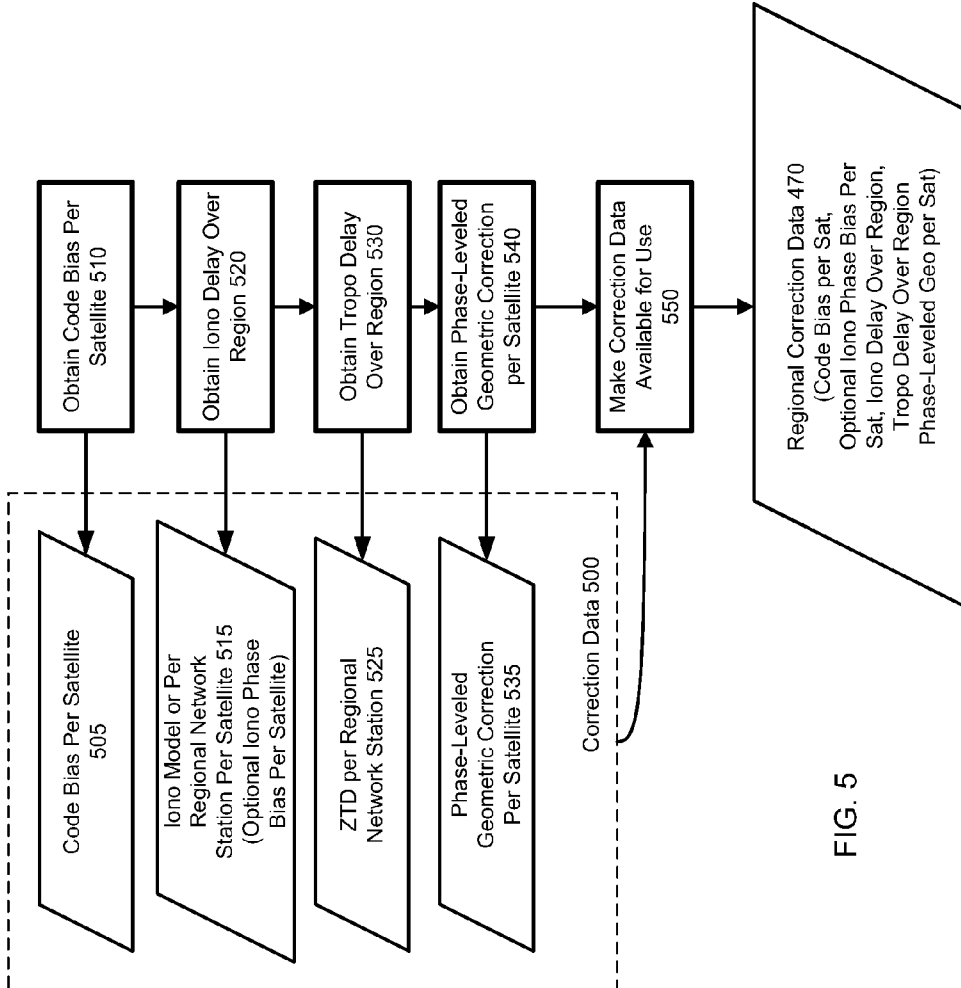 Obtain Code Bias Per
Satellite 510
Code Bias Per Satellite
505
Obtain Iono Delay Over
Region 520
Iono Model or Per
Regional Network
Station Per Satellite 515
(Optional Iono Phase
Bias Per Satellite)
Obtain Tropo Delay
Over Region 530
ZTD per Regional
Network Station 525
Obtain Phase-Leveled
Geometric Correction
per Satellite 540
Phase-Leveled
Geometric Correction
Per Satellite 535
Correction Data 500
Make Correction Data
Available for Use
550
Regional Correction Data 470
(Code Bias per Sat,
Optional Iono Phase Bias Per
Sat, Iono Delay Over Region,
Tropo Delay Over Region
Phase-Leveled Geo per Sat)
FIG. 5